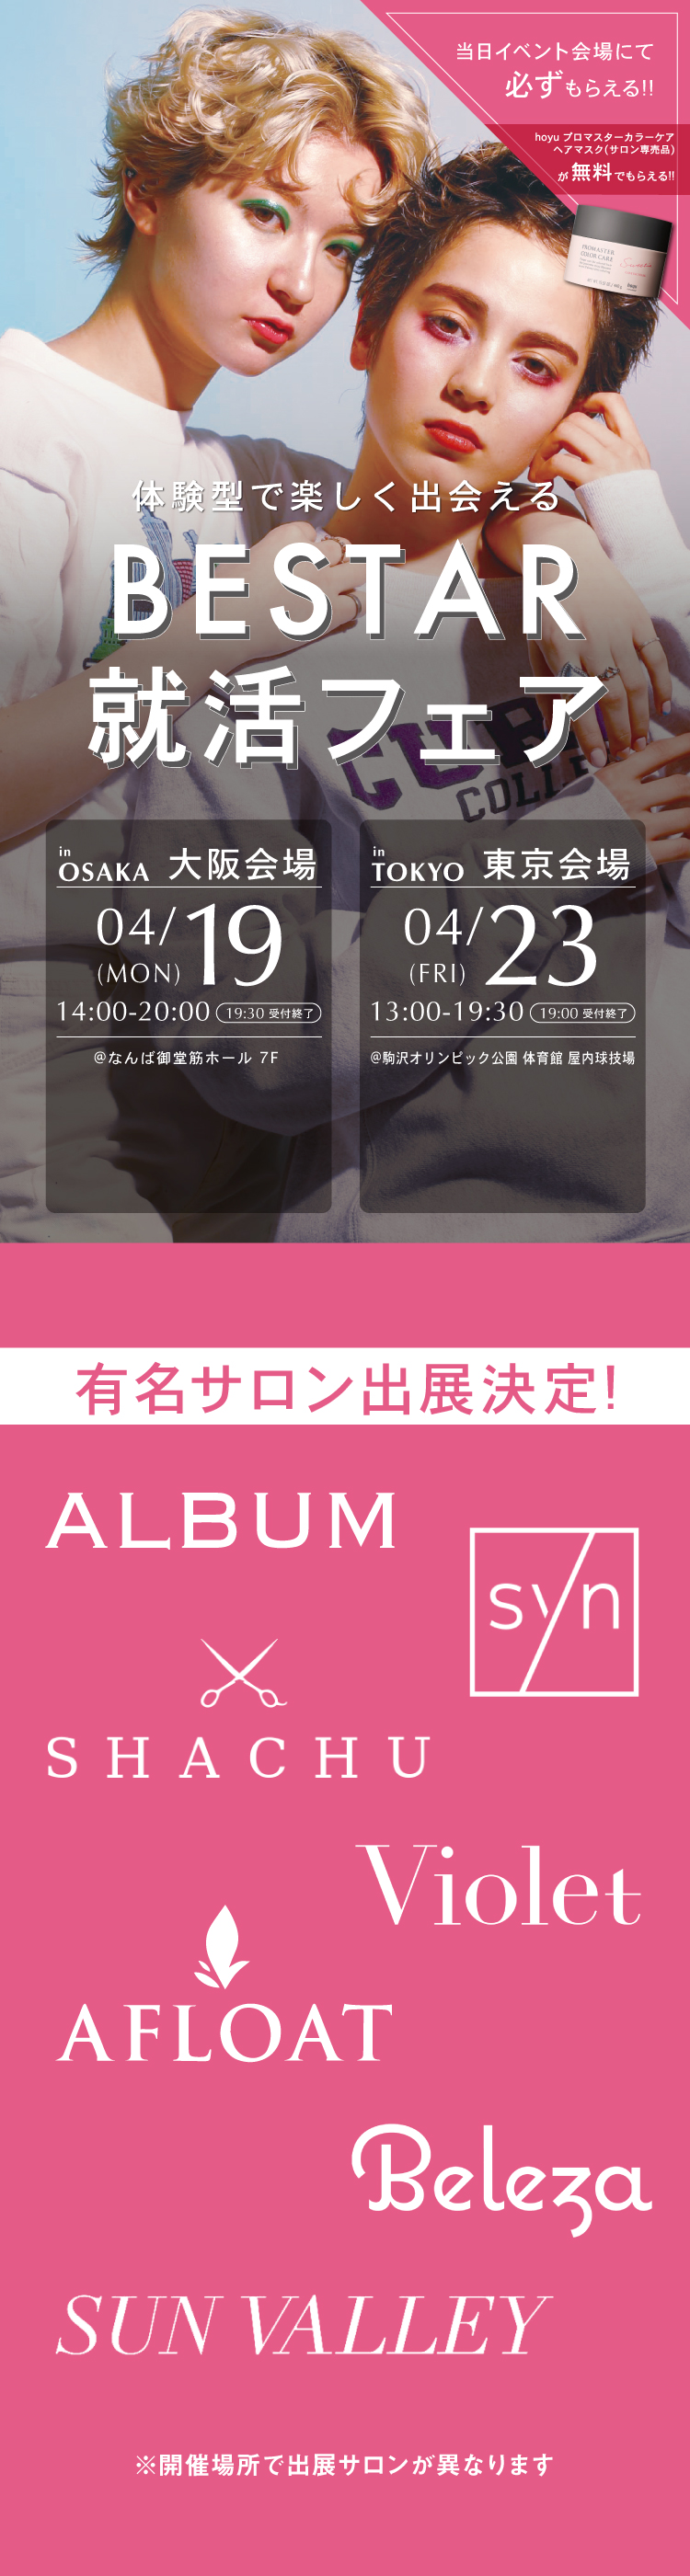 当日イベント会場にて
必ずもらえる!!
hoyu プロマスターカラーケア
ヘアマスク(サロン専売品)
が無料でもらえる!!
PROMASTER
COLOR CARE
体験型で楽しく出会える
BESTAR
就活フェア
in OSAKA 大阪会場
04/19
(MON)
14:00-20:00 19:30 受付終了
@なんば御堂筋ホール 7F
in TOKYO 東京会場
04/23
(FRI)
13:00-19:30 19:00 受付終了
@駒沢オリンピック公園 体育館 屋内球技場
有名サロン出展決定!
ALBUM
syn
SHACHU
Violet
AFLOAT
Beleza
SUN VALLEY
※開催場所で出展サロンが異なります